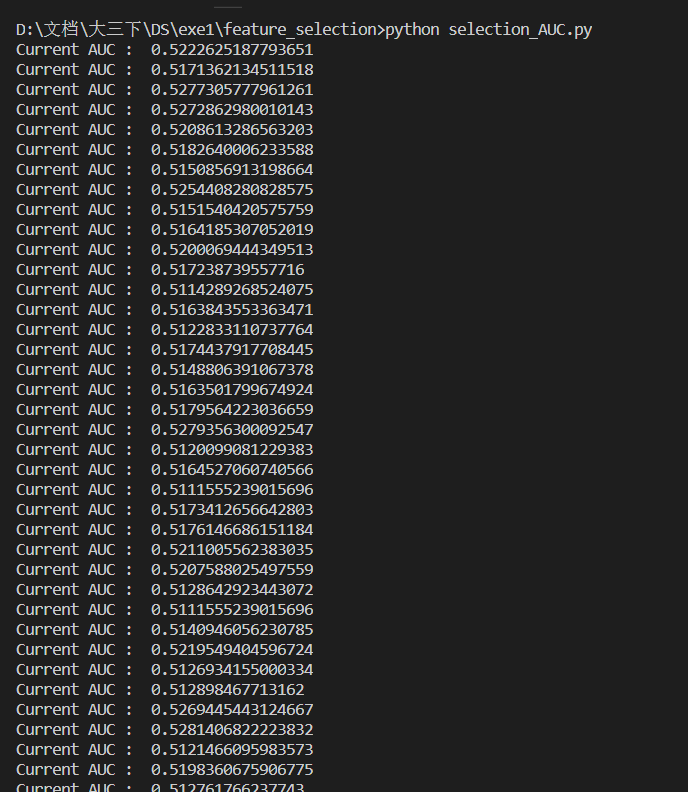 D:\文档\大三下\DS\exe1\feature_selection>python selection_AUC.py
Current AUC :  0.5222625187793651
Current AUC :  0.5171362134511518
Current AUC :  0.5277305777961261
Current AUC :  0.5272862980010143
Current AUC :  0.5208613286563203
Current AUC :  0.5182640006233588
Current AUC :  0.5150856913198664
Current AUC :  0.5254408280828575
Current AUC :  0.5151540420575759
Current AUC :  0.5164185307052019
Current AUC :  0.5200069444349513
Current AUC :  0.517238739557716
Current AUC :  0.5114289268524075
Current AUC :  0.5163843553363471
Current AUC :  0.5122833110737764
Current AUC :  0.5174437917708445
Current AUC :  0.5148806391067378
Current AUC :  0.5163501799674924
Current AUC :  0.5179564223036659
Current AUC :  0.5279356300092547
Current AUC :  0.5120099081229383
Current AUC :  0.5164527060740566
Current AUC :  0.5111555239015696
Current AUC :  0.5173412656642803
Current AUC :  0.5176146686151184
Current AUC :  0.5211005562383035
Current AUC :  0.5207588025497559
Current AUC :  0.5128642923443072
Current AUC :  0.5111555239015696
Current AUC :  0.5140946056230785
Current AUC :  0.5219549404596724
Current AUC :  0.5126934155000334
Current AUC :  0.512898467713162
Current AUC :  0.5269445443124667
Current AUC :  0.5281406822223832
Current AUC :  0.5121466095983573
Current AUC :  0.5198360675906775
Current AUC :  0.512761766237743